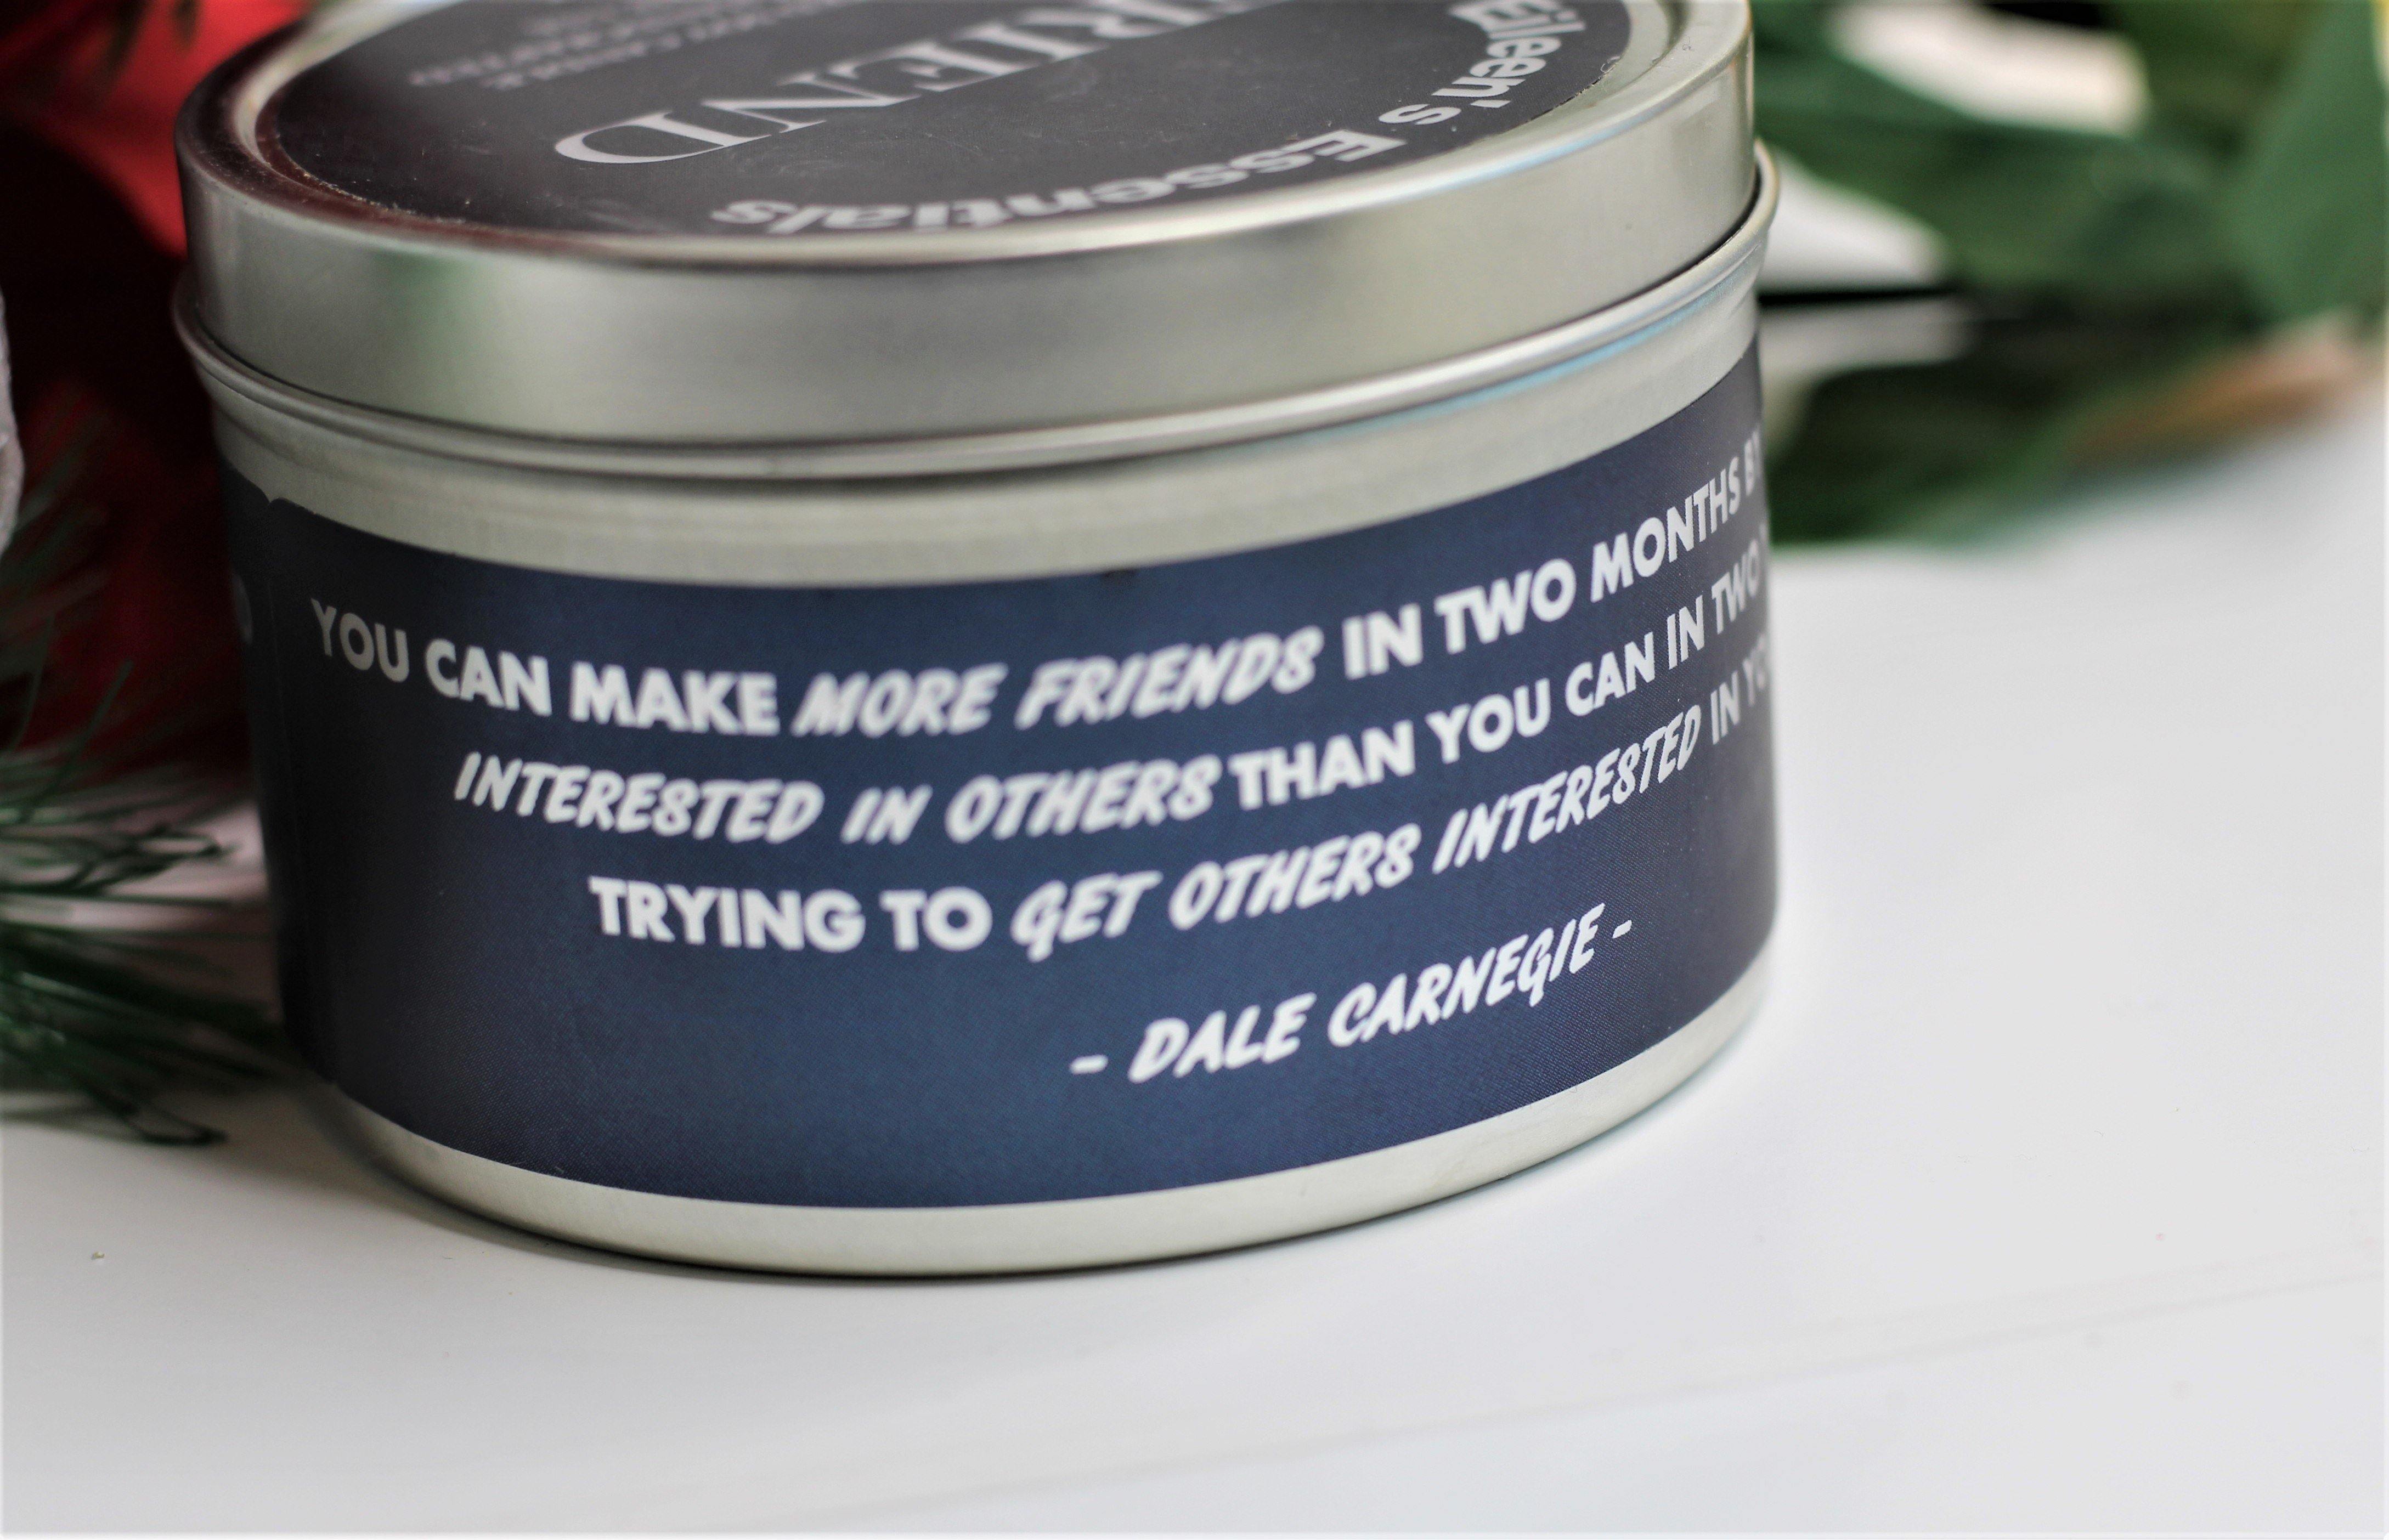 FRIEND
Eileen's Essentials
YOU CAN MAKE MORE FRIENDS IN TWO MONTHS BY
INTERESTED IN OTHERS THAN YOU CAN IN TWO
TRYING TO GET OTHERS INTERESTED IN
- DALE CARNEGIE -